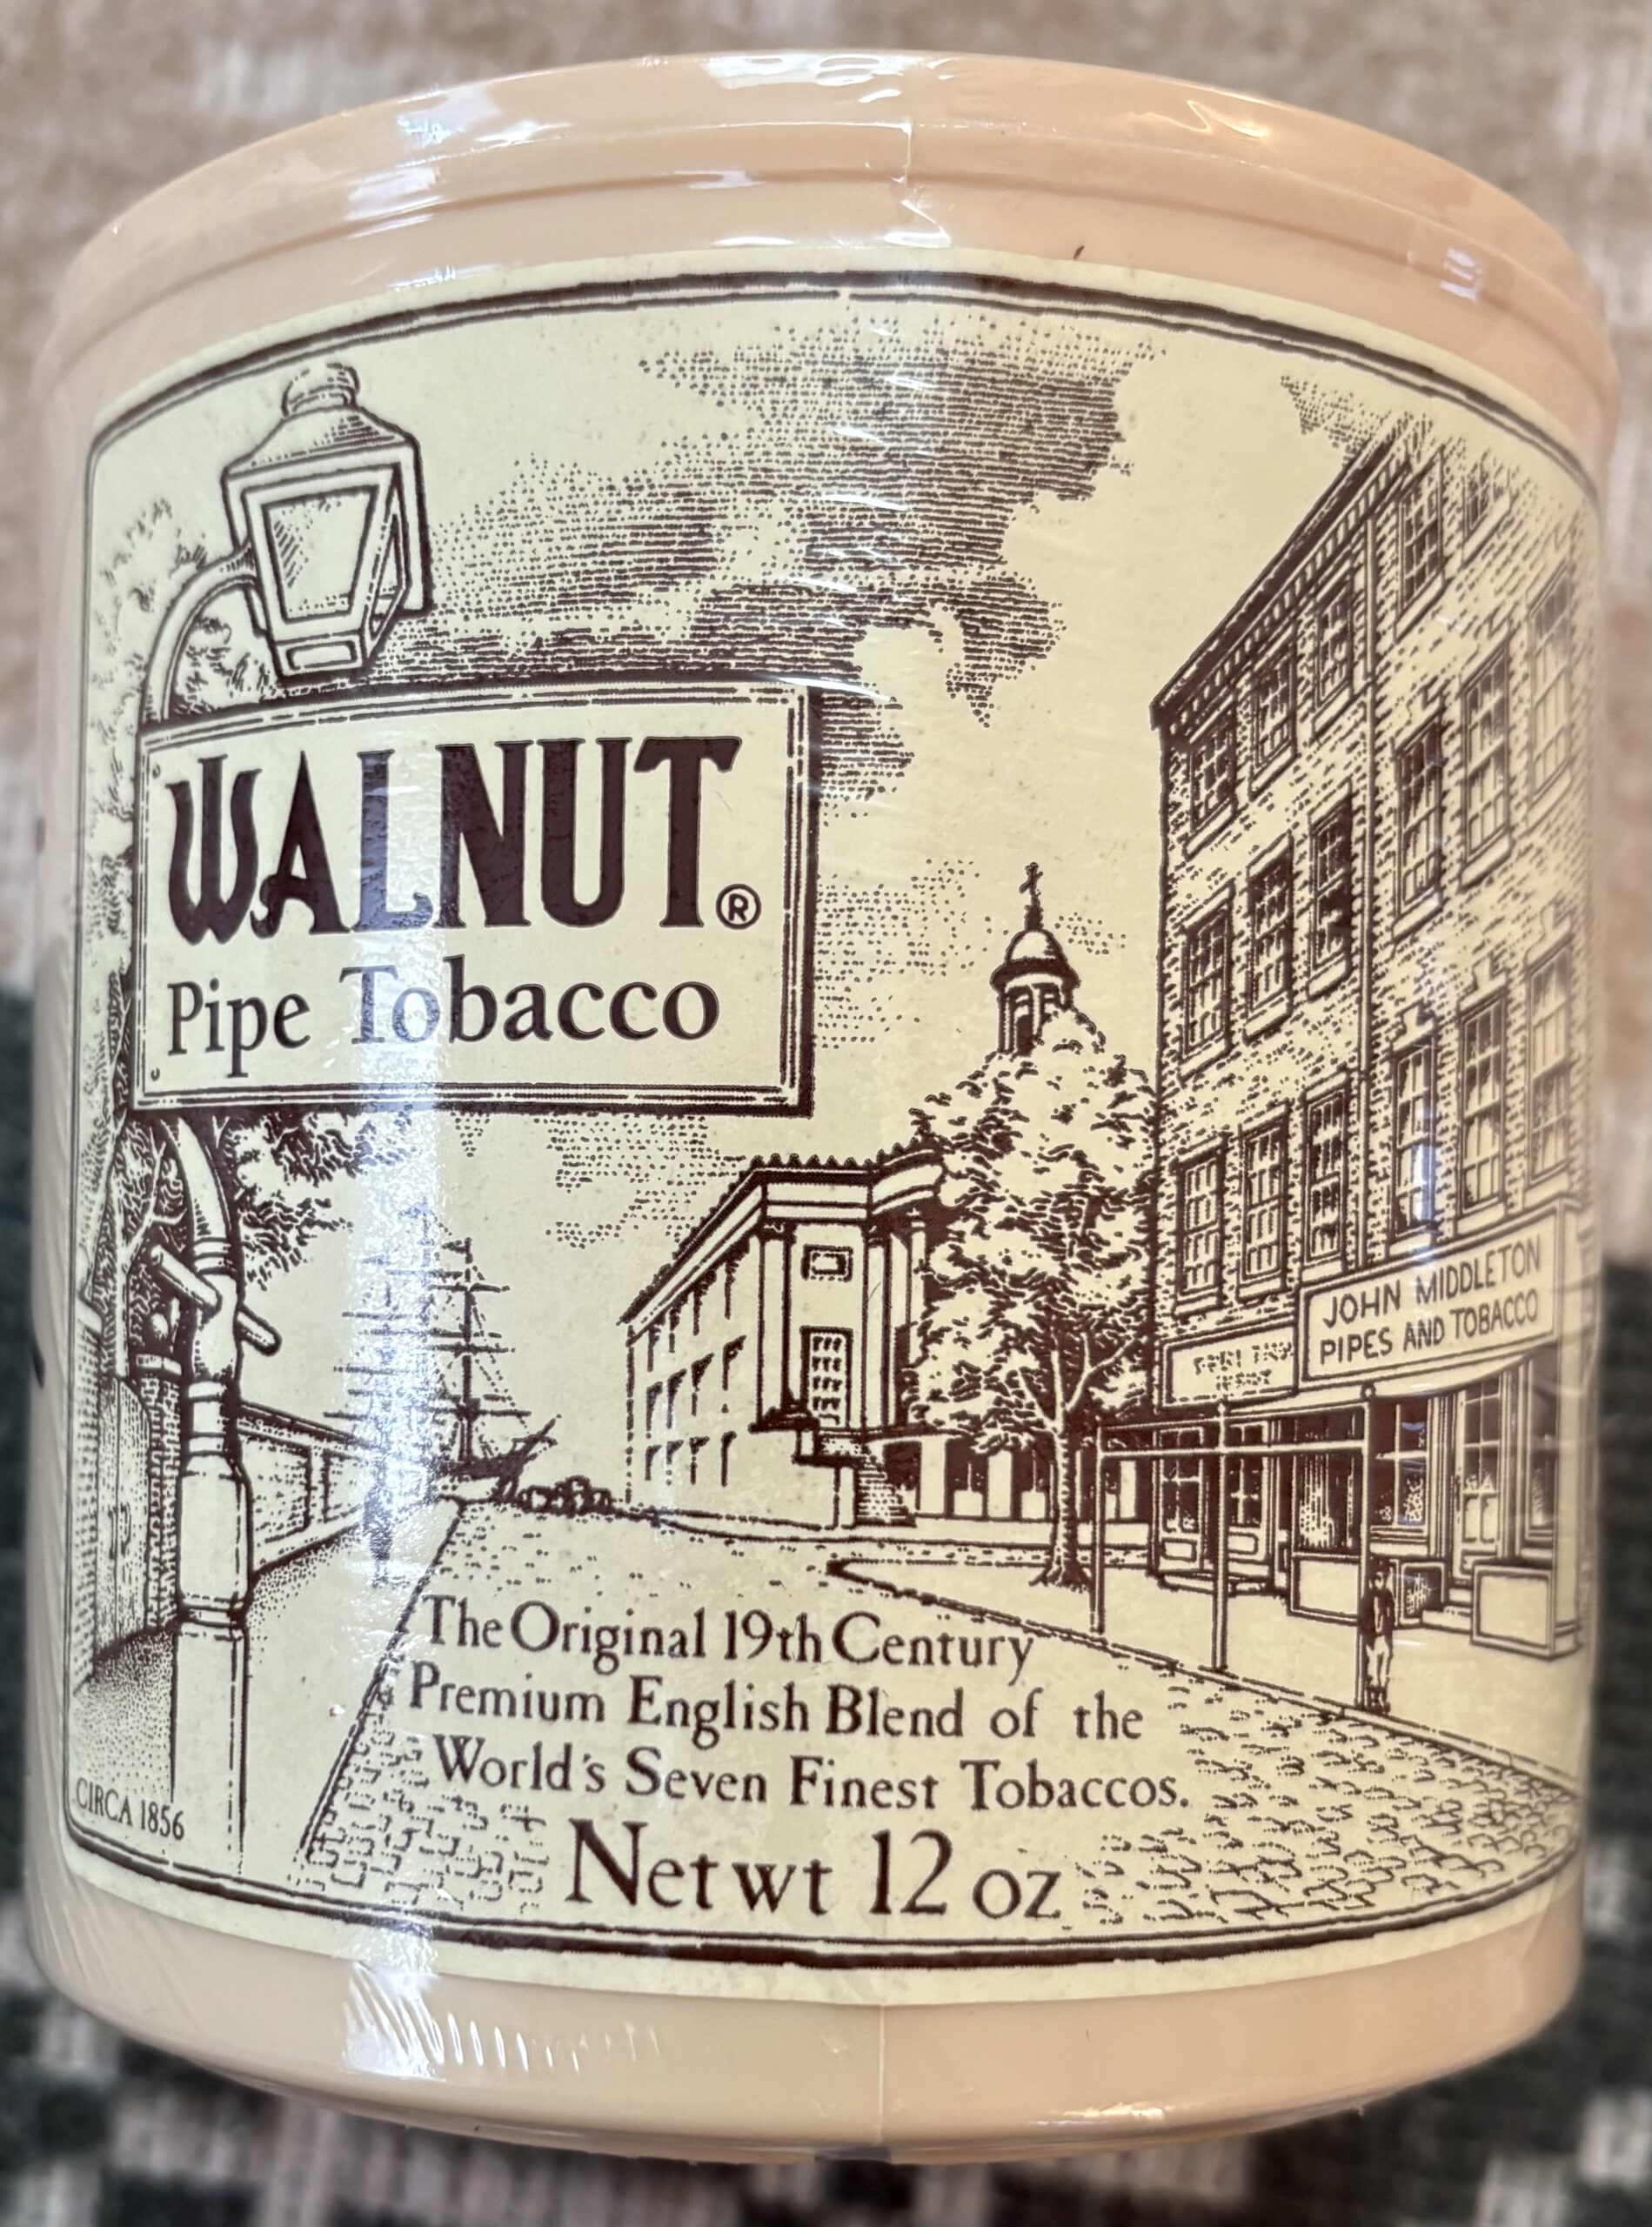 WALNUT®
Pipe Tobacco
JOHN MIDDLETON
PIPES AND TOBACCO
The Original 19th Century
Premium English Blend of the
World's Seven Finest Tobaccos.
Net wt 12 oz
CIRCA 1856